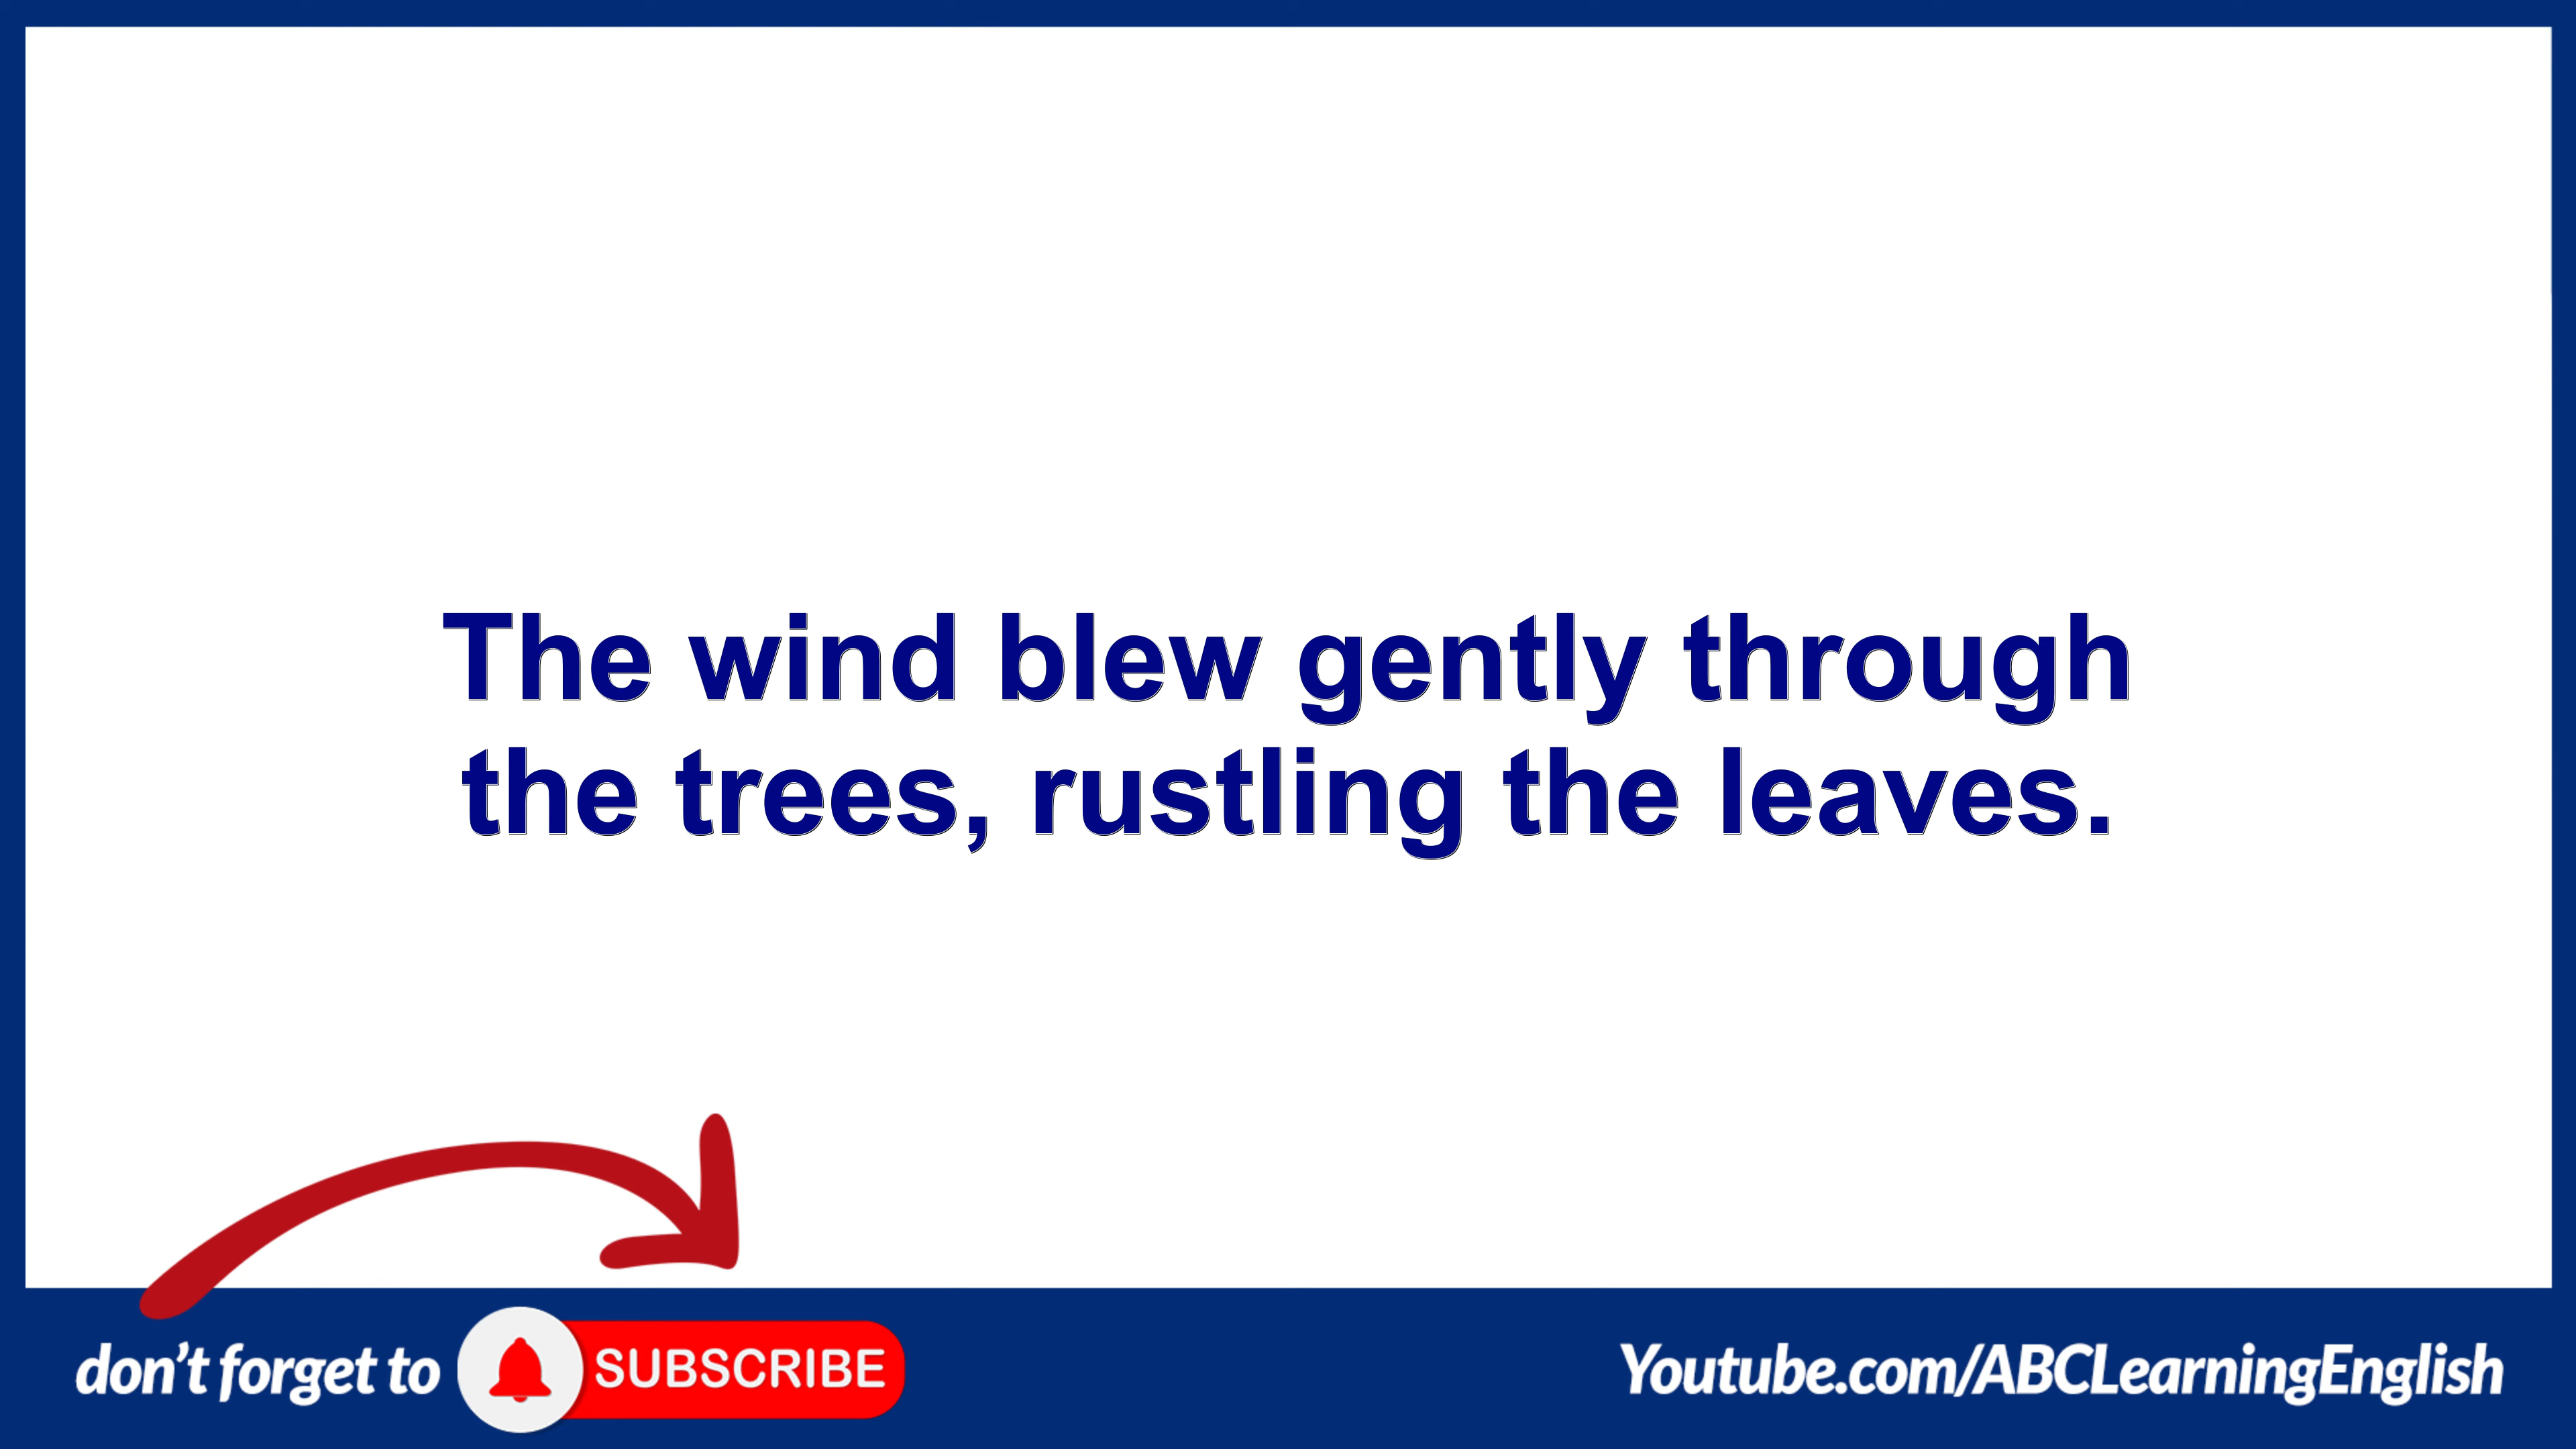 The wind blew gently through
the trees, rustling the leaves.
don't forget to SUBSCRIBE
Youtube.com/ABCLearningEnglish